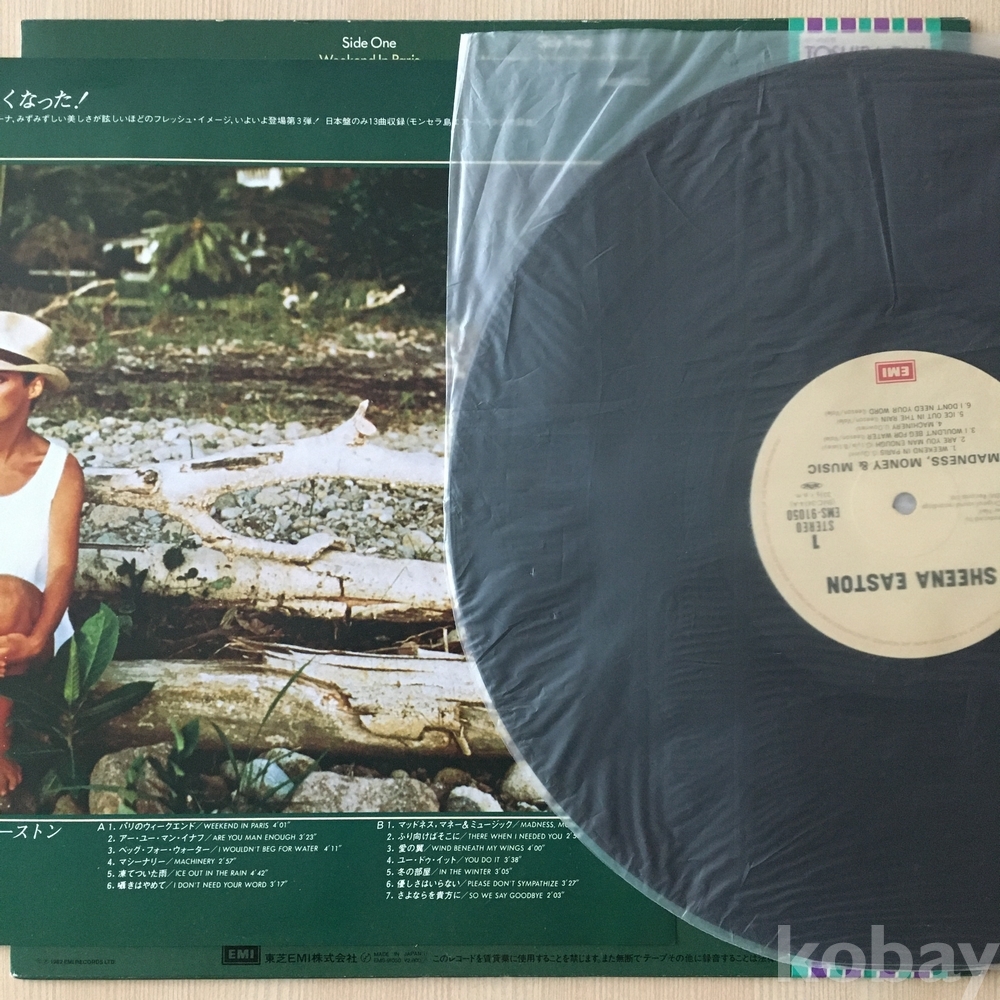 Side One
Weekend In Paris
TOSHIBA
くなった!
ーナ、みずみずしい美しさが眩しいほどのフレッシュ・イメージ、いよいよ登場第3弾! 日本盤のみ13曲収録(モンセラ島
EMI
6. I DON'T NEED YOUR WORD
5. ICE OUT IN THE RAIN
4. MACHINERY
3. I WOULDN'T BEG FOR WATER
2. ARE YOU MAN ENOUGH
1. WEEKEND IN PARIS
MADNESS, MONEY & MUSIC
EMS-91050
STEREO
1
SHEENA EASTON
ーストン
A 1. パリのウィークエンド/WEEKEND IN PARIS 4'01"
2. アー・ユー・マン・イナフ/ARE YOU MAN ENOUGH 3'23"
3. ベッグ・フォー・ウォーター/I WOULDN'T BEG FOR WATER 4'11"
4. マシーナリー/MACHINERY 2'57"
5. 凍てついた雨/ICE OUT IN THE RAIN 4'42"
6. 囁きはやめて/I DON'T NEED YOUR WORD 3'17"
B 1. マッドネス,マネー&ミュージック/MADNESS,
2. ふり向けばそこに/THERE WHEN I NEEDED YOU
3. 愛の翼/WIND BENEATH MY WINGS 4'00"
4. ユー・ドゥ・イット/YOU DO IT 3'38"
5. 冬の部屋/IN THE WINTER 3'05"
6. 優しさはいらない/PLEASE DON'T SYMPATHIZE 3'27"
7. さよならを貴方に/SO WE SAY GOODBYE 2'03"
EMI 東芝EMI株式会社 MADE IN JAPAN このレコードを賃貸業に使用することを禁じます。また無断でテープその他に録音することは法
kobay